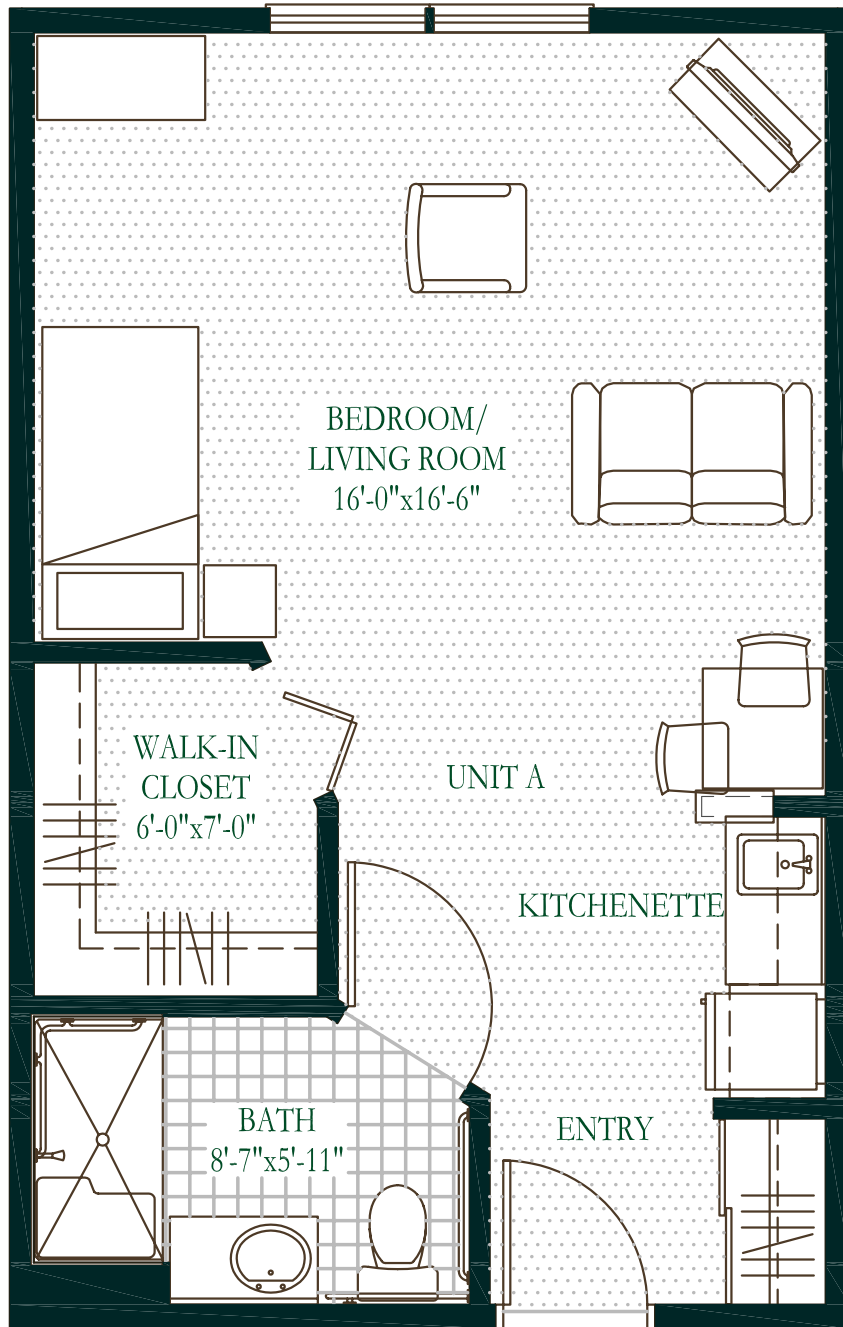 BEDROOM/
LIVING ROOM
16'-0"x16'-6"
WALK-IN
CLOSET
6'-0"x7'-0"
UNIT A
KITCHENETTE
BATH
8'-7"x5'-11"
ENTRY